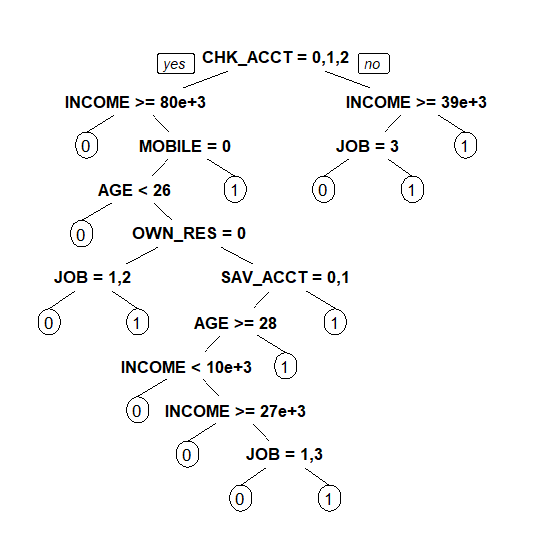 yes CHK_ACCT = 0,1,2 no
INCOME >= 80e+3 INCOME >= 39e+3
0 MOBILE = 0 JOB = 3 1
AGE < 26 1 0 1
0 OWN_RES = 0
JOB = 1,2 SAV_ACCT = 0,1
0 1 AGE >= 28 1
INCOME < 10e+3 1
0 INCOME >= 27e+3
0 JOB = 1,3
0 1